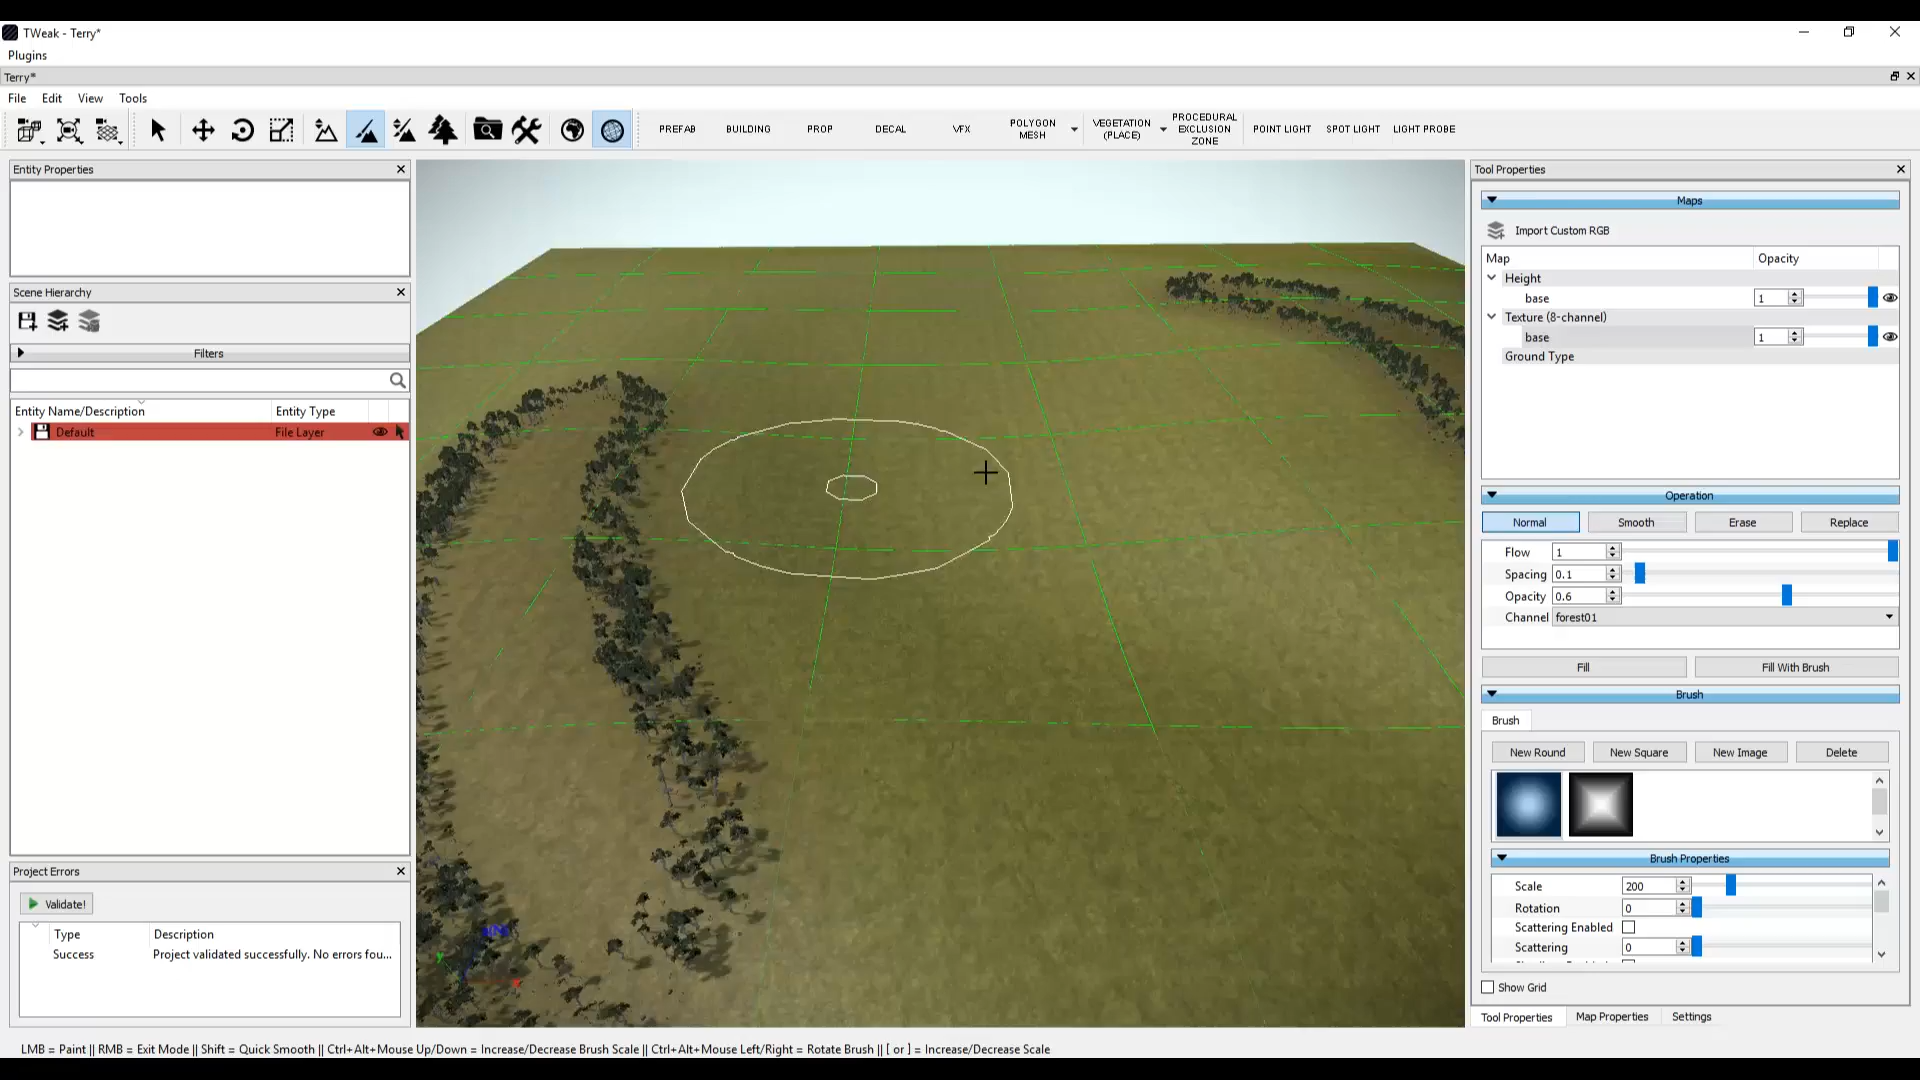 TWeak - Terry*
Plugins
Terry*
File Edit View Tools
PREFAB BUILDING PROP DECAL VFX POLYGON MESH VEGETATION (PLACE) PROCEDURAL EXCLUSION ZONE POINT LIGHT SPOT LIGHT LIGHT PROBE
Entity Properties
Scene Hierarchy
Filters
Entity Name/Description Entity Type
Default File Layer
Project Errors
Validate!
Type Description
Success Project validated successfully. No errors fou...
Tool Properties
Maps
Import Custom RGB
Map Opacity
Height
base 1
Texture (8-channel)
base 1
Ground Type
Operation
Normal Smooth Erase Replace
Flow 1
Spacing 0.1
Opacity 0.6
Channel forest01
Fill Fill With Brush
Brush
Brush
New Round New Square New Image Delete
Brush Properties
Scale 200
Rotation 0
Scattering Enabled
Scattering 0
Show Grid
Tool Properties Map Properties Settings
LMB = Paint || RMB = Exit Mode || Shift = Quick Smooth || Ctrl+Alt+Mouse Up/Down = Increase/Decrease Brush Scale || Ctrl+Alt+Mouse Left/Right = Rotate Brush || [ or ] = Increase/Decrease Scale